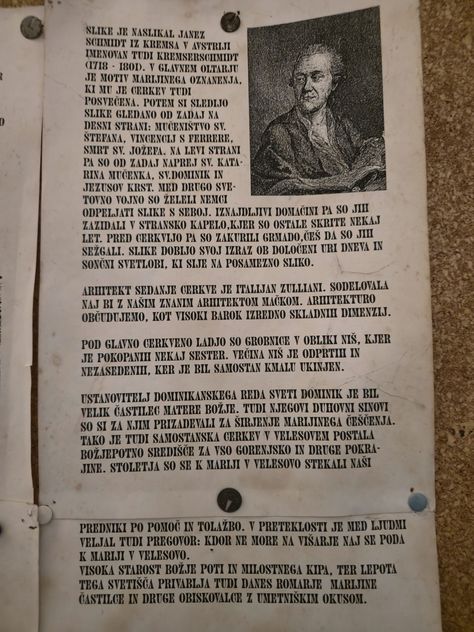 SLIKE JE NASLIKAL JANEZ
SCHMIDT IZ KREMSA V AVSTRIJI
IMENOVAN TUDI KREMSERSCHMIDT
(1718 - 1801). V GLAVNEM OLTARJU
JE MOTIV MARIJINEGA OZNANENJA,
KI MU JE CERKEV TUDI
POSVEČENA. POTEM SI SLEDIJO
SLIKE GLEDANO OD ZADAJ NA
DESNI STRANI: MUČENIŠTVO SV.
ŠTEFANA, VINCENCIJ S FERRERE,
SMRT SV. JOŽEFA. NA LEVI STRANI
PA SO OD ZADAJ NAPREJ SV. KATA-
RINA MUČENKA, SV.DOMINIK IN
JEZUSOV KRST. MED DRUGO SVE-
TOVNO VOJNO SO ŽELELI NEMCI
ODPELJATI SLIKE S SEBOJ. IZNAJDLJIVI DOMAČINI PA SO JIH
ZAZIDALI V STRANSKO KAPELO,KJER SO OSTALE SKRITE NEKAJ
LET. PRED CERKVIJO PA SO ZAKURILI GRMADO,ČEŠ DA SO JIH
SEŽGALI. SLIKE DOBIJO SVOJ IZRAZ OB DOLOČENI URI DNEVA IN
SONČNI SVETLOBI, KI SIJE NA POSAMEZNO SLIKO.
ARHITEKT SEDANJE CERKVE JE ITALIJAN ZULLIANI. SODELOVALA
NAJ BI Z NAŠIM ZNANIM ARHITEKTOM MAČKOM. ARHITEKTURO
OBČUDUJEMO, KOT VISOKI BAROK IZREDNO SKLADNIH DIMENZIJ.
POD GLAVNO CERKVENO LADJO SO GROBNICE V OBLIKI NIŠ, KJER
JE POKOPANIH NEKAJ SESTER. VEČINA NIŠ JE ODPRTIH IN
NEZASEDENIH, KER JE BIL SAMOSTAN KMALU UKINJEN.
USTANOVITELJ DOMINIKANSKEGA REDA SVETI DOMINIK JE BIL
VELIK ČASTILEC MATERE BOŽJE. TUDI NJEGOVI DUHOVNI SINOVI
SO SI ZA NJIM PRIZADEVALI ZA ŠIRJENJE MARIJINEGA ČEŠČENJA.
TAKO JE TUDI SAMOSTANSKA CERKEV V VELESOVEM POSTALA
BOŽJEPOTNO SREDIŠČE ZA VSO GORENJSKO IN DRUGE POKRA-
JINE. STOLETJA SO SE K MARIJI V VELESOVO STEKALI NAŠI
PREDNIKI PO POMOČ IN TOLAŽBO. V PRETEKLOSTI JE MED LJUDMI
VELJAL TUDI PREGOVOR: KDOR NE MORE NA VIŠARJE NAJ SE PODA
K MARIJI V VELESOVO.
VISOKA STAROST BOŽJE POTI IN MILOSTNEGA KIPA, TER LEPOTA
TEGA SVETIŠČA PRIVABLJA TUDI DANES ROMARJE MARIJINE
ČASTILCE IN DRUGE OBISKOVALCE Z UMETNIŠKIM OKUSOM.